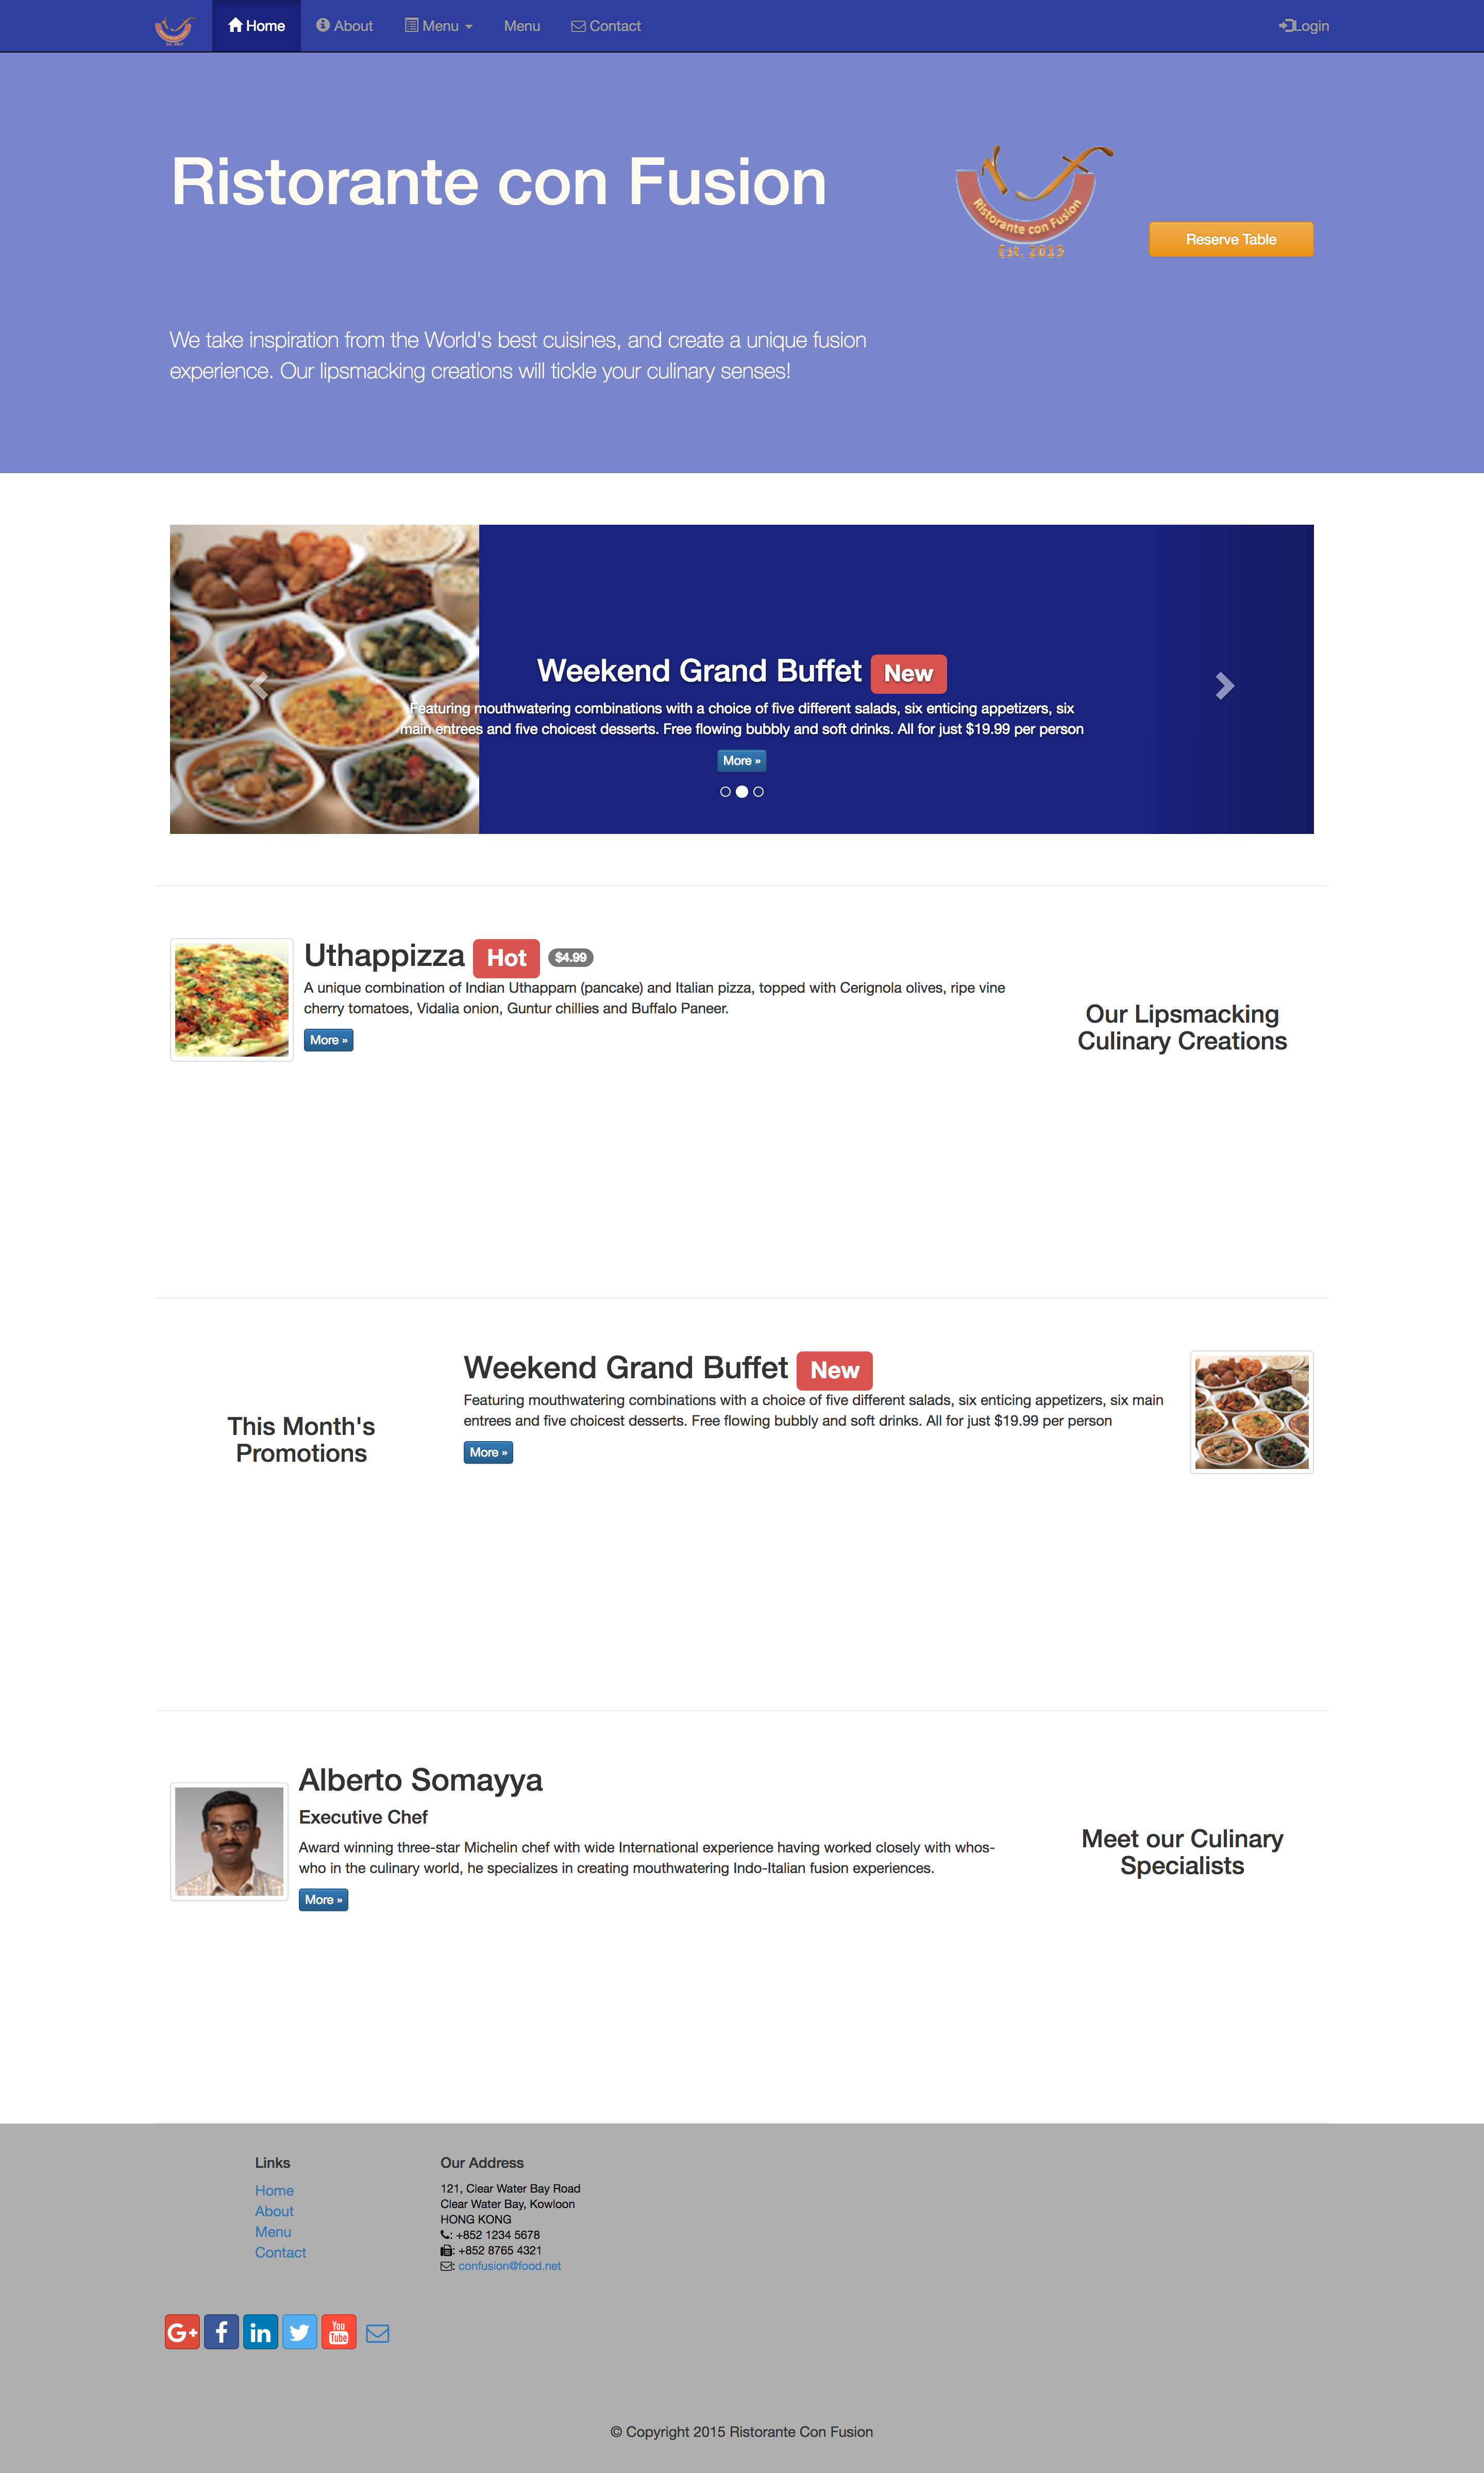 Est. 2013
Home
About
Menu
Menu
Contact
Login
Ristorante con Fusion
Ristorante con Fusion
Est. 2013
Reserve Table
We take inspiration from the World's best cuisines, and create a unique fusion
experience. Our lipsmacking creations will tickle your culinary senses!
Weekend Grand Buffet New
Featuring mouthwatering combinations with a choice of five different salads, six enticing appetizers, six
main entrees and five choicest desserts. Free flowing bubbly and soft drinks. All for just $19.99 per person
More »
Uthappizza Hot $4.99
A unique combination of Indian Uthappam (pancake) and Italian pizza, topped with Cerignola olives, ripe vine
cherry tomatoes, Vidalia onion, Guntur chillies and Buffalo Paneer.
More »
Our Lipsmacking
Culinary Creations
This Month's
Promotions
Weekend Grand Buffet New
Featuring mouthwatering combinations with a choice of five different salads, six enticing appetizers, six main
entrees and five choicest desserts. Free flowing bubbly and soft drinks. All for just $19.99 per person
More »
Alberto Somayya
Executive Chef
Award winning three-star Michelin chef with wide International experience having worked closely with whos-
who in the culinary world, he specializes in creating mouthwatering Indo-Italian fusion experiences.
More »
Meet our Culinary
Specialists
Links
Home
About
Menu
Contact
Our Address
121, Clear Water Bay Road
Clear Water Bay, Kowloon
HONG KONG
: +852 1234 5678
: +852 8765 4321
: confusion@food.net
G+ f in You Tube
© Copyright 2015 Ristorante Con Fusion